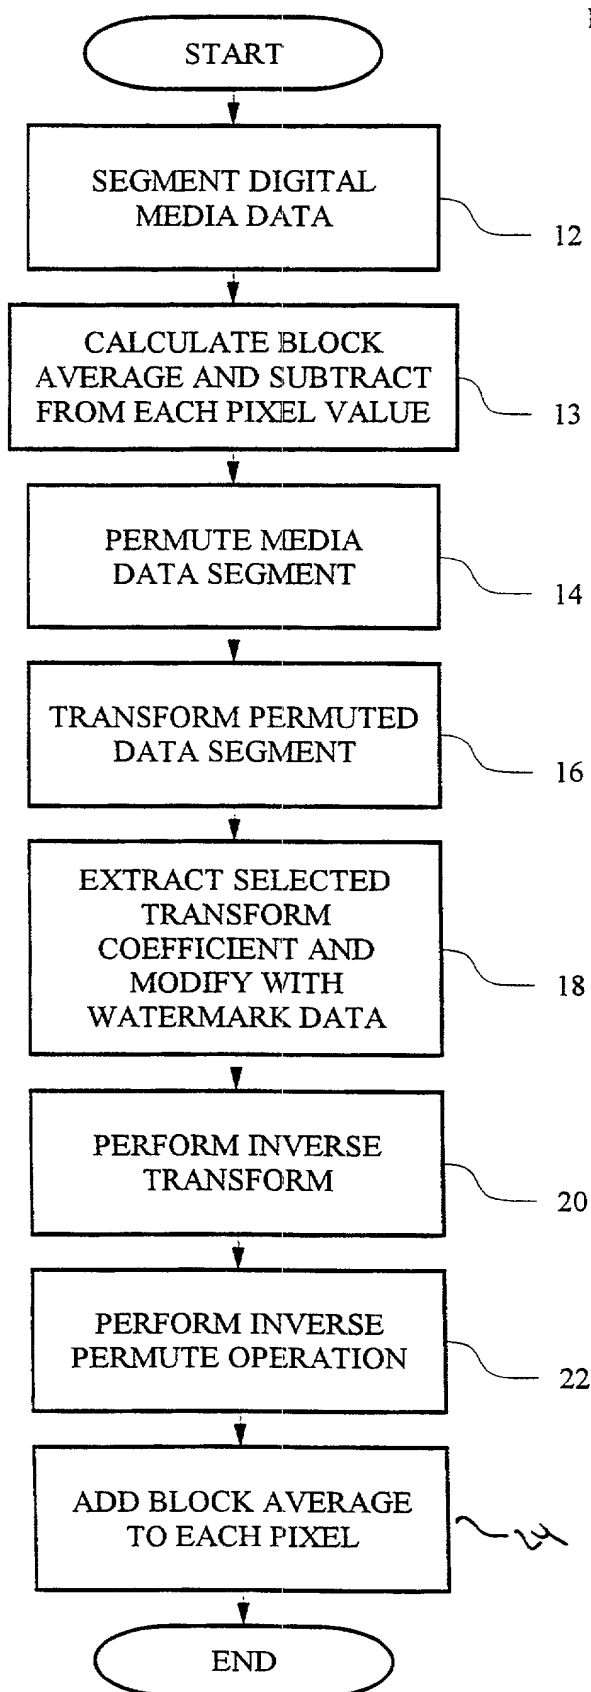 START
SEGMENT DIGITAL
MEDIA DATA
12
CALCULATE BLOCK
AVERAGE AND SUBTRACT
FROM EACH PIXEL VALUE
13
PERMUTE MEDIA
DATA SEGMENT
14
TRANSFORM PERMUTED
DATA SEGMENT
16
EXTRACT SELECTED
TRANSFORM
COEFFICIENT AND
MODIFY WITH
WATERMARK DATA
18
PERFORM INVERSE
TRANSFORM
20
PERFORM INVERSE
PERMUTE OPERATION
22
ADD BLOCK AVERAGE
TO EACH PIXEL
24
END